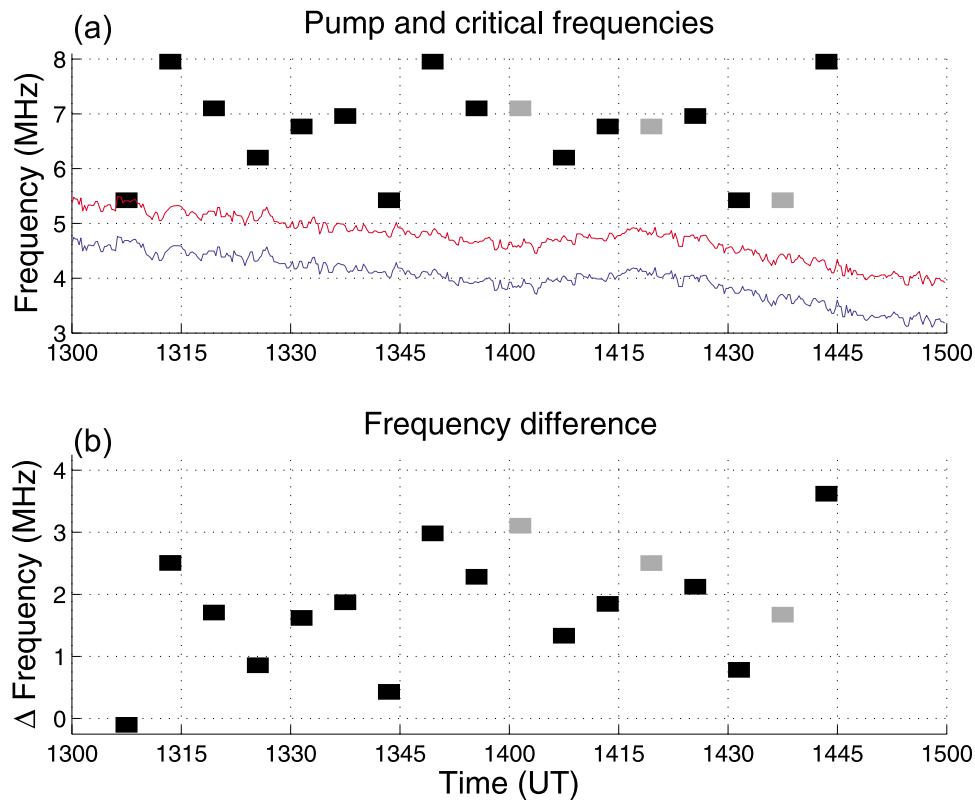 (a) Pump and critical frequencies
Frequency (MHz)
8
7
6
5
4
3
1300 1315 1330 1345 1400 1415 1430 1445 1500
(b) Frequency difference
Δ Frequency (MHz)
4
3
2
1
0
1300 1315 1330 1345 1400 1415 1430 1445 1500
Time (UT)